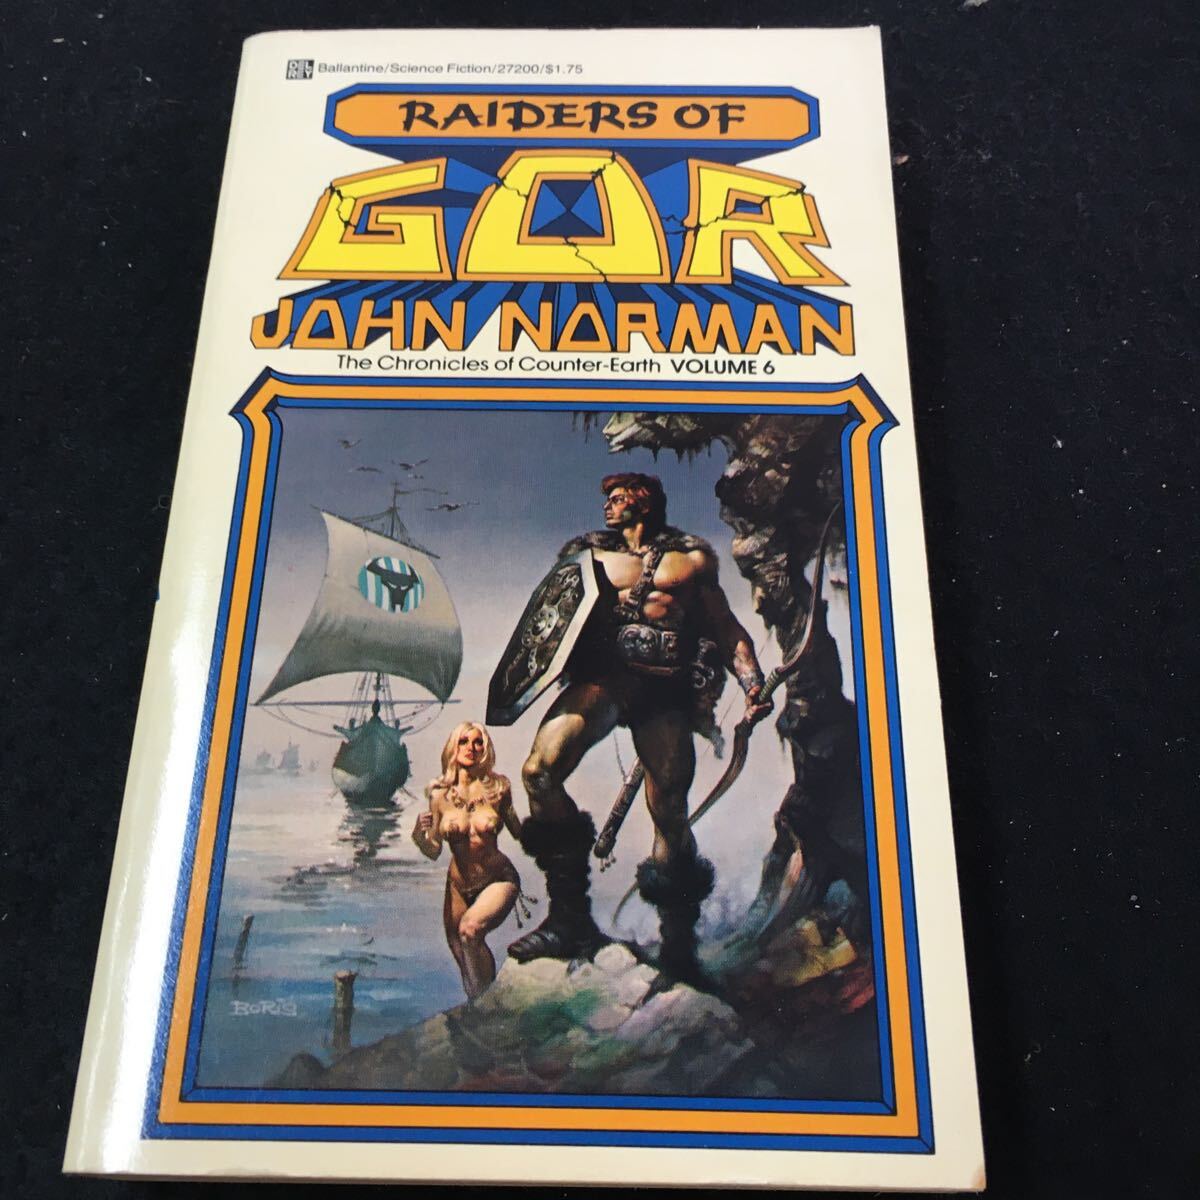 DEL REY Ballantine/Science Fiction/27200/$1.75
RAIDERS OF
GOR
JOHN NORMAN
The Chronicles of Counter-Earth VOLUME 6
BORIS